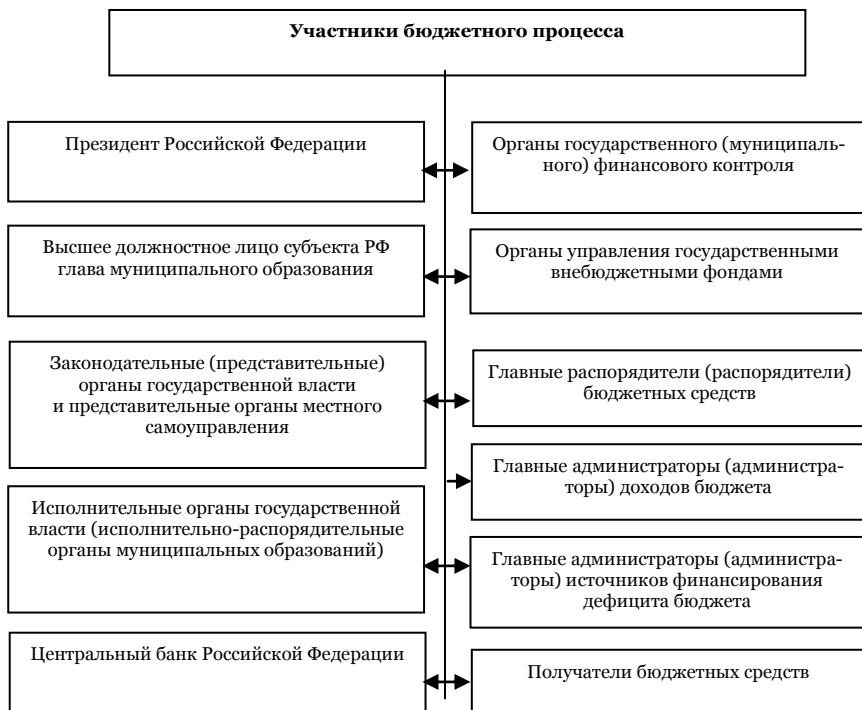 Участники бюджетного процесса
Президент Российской Федерации
Органы государственного (муниципаль-
ного) финансового контроля
Высшее должностное лицо субъекта РФ
глава муниципального образования
Органы управления государственными
внебюджетными фондами
Законодательные (представительные)
органы государственной власти
и представительные органы местного
самоуправления
Главные распорядители (распорядители)
бюджетных средств
Главные администраторы (администра-
торы) доходов бюджета
Исполнительные органы государственной
власти (исполнительно-распорядительные
органы муниципальных образований)
Главные администраторы (администра-
торы) источников финансирования
дефицита бюджета
Центральный банк Российской Федерации
Получатели бюджетных средств